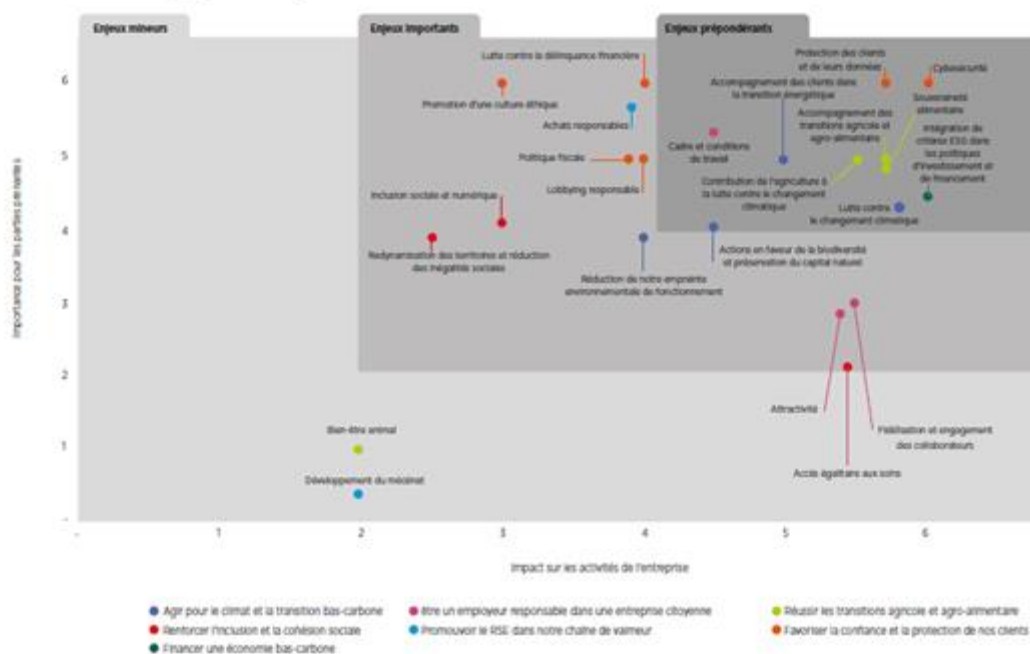 Enjeux mineurs
Enjeux importants
Enjeux prépondérants
Importance pour les parties prenantes
6
5
4
3
2
1
-
Lutte contre la délinquance financière
Promotion d'une culture éthique
Achats responsables
Politique fiscale
Lobbying responsable
Inclusion sociale et numérique
Redynamisation des territoires et réduction
des inégalités sociales
Réduction de notre empreinte
environnementale de fonctionnement
Protection des clients
et de leurs données
Cybersécurité
Accompagnement des clients dans
la transition énergétique
Souveraineté
alimentaire
Accompagnement des
transitions agricole et
agro-alimentaire
Intégration de
critères ESG dans
les politiques
d'investissement et
de financement
Cadre et conditions
de travail
Contribution de l'agriculture à
la lutte contre le changement
climatique
Lutte contre
le changement climatique
Actions en faveur de la biodiversité
et préservation du capital naturel
Attractivité
Fidélisation et engagement
des collaborateurs
Accès égalitaire aux soins
Bien-être animal
Développement du mécénat
-
1
2
3
4
5
6
Impact sur les activités de l'entreprise
Agir pour le climat et la transition bas-carbone
Être un employeur responsable dans une entreprise citoyenne
Réussir les transitions agricole et agro-alimentaire
Renforcer l'inclusion et la cohésion sociale
Promouvoir la RSE dans notre chaîne de valmeur
Favoriser la confiance et la protection de nos clients
Financer une économie bas-carbone